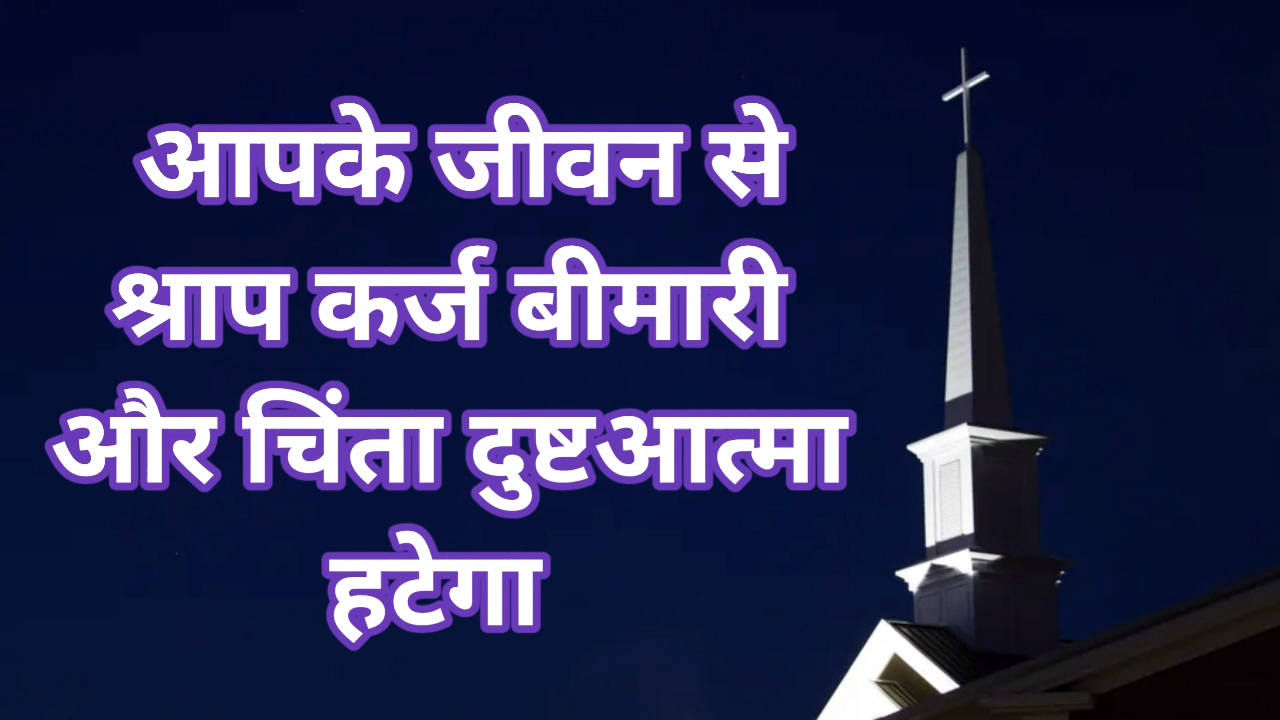 आपके जीवन से
श्राप कर्ज बीमारी
और चिंता दुष्टआत्मा
हटेगा